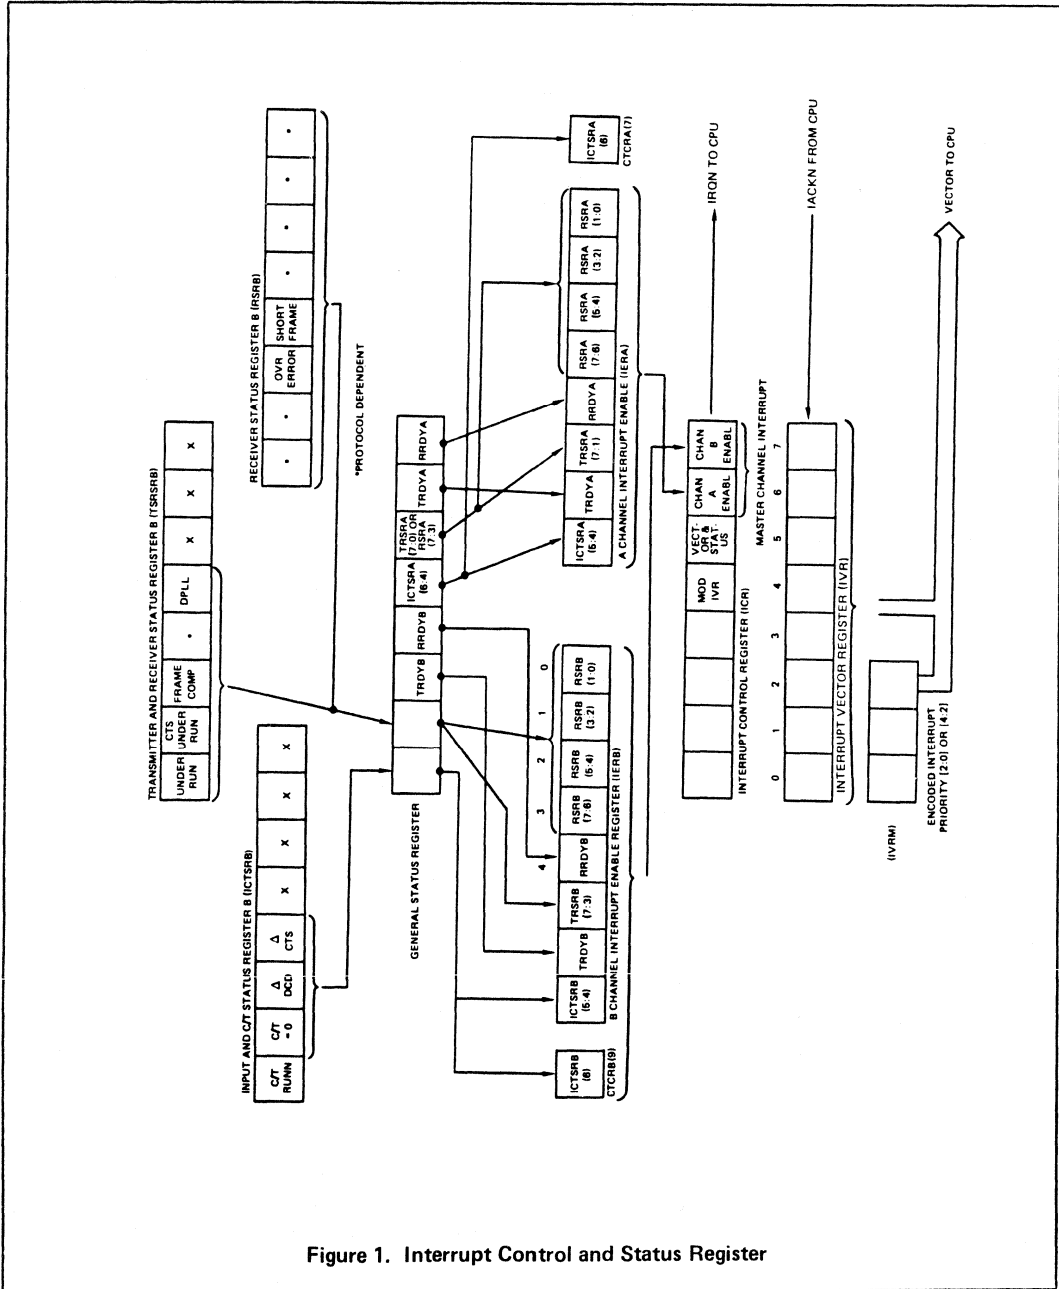 TRANSMITTER AND RECEIVER STATUS REGISTER B (TSRSRB)
UNDER
RUN
CTS
UNDER
RUN
FRAME
COMP
•
DPLL
X
X
X
RECEIVER STATUS REGISTER B (RSRB)
•
•
OVR
ERROR
SHORT
FRAME
•
•
•
•
*PROTOCOL DEPENDENT
INPUT AND C/T STATUS REGISTER B (ICTSRB)
C/T
RUNN
C/T
=0
Δ
DCD
Δ
CTS
X
X
X
X
GENERAL STATUS REGISTER
TRDYB
RRDYB
ICTSRA
(6:4)
TRSRA
(7:0) OR
RSRA
(7:3)
TRDYA
RRDYA
ICTSRB
(6)
CTCRB(9)
ICTSRB
(5:4)
TRDYB
TRSRB
(7:3)
RRDYB
RSRB
(7:6)
RSRB
(5:4)
RSRB
(3:2)
RSRB
(1:0)
4
3
2
1
0
B CHANNEL INTERRUPT ENABLE REGISTER (IERB)
ICTSRA
(5:4)
TRDYA
TRSRA
(7:1)
RRDYA
RSRA
(7:6)
RSRA
(5:4)
RSRA
(3:2)
RSRA
(1:0)
A CHANNEL INTERRUPT ENABLE (IERA)
ICTSRA
(6)
CTCRA(7)
MOD
IVR
VECT-
OR &
STAT-
US
CHAN
A
ENABL
CHAN
B
ENABL
IRQN TO CPU
INTERRUPT CONTROL REGISTER (ICR)
MASTER CHANNEL INTERRUPT
0 1 2 3 4 5 6 7
IACKN FROM CPU
INTERRUPT VECTOR REGISTER (IVR)
(IVRM)
ENCODED INTERRUPT
PRIORITY [2:0] OR [4:2]
VECTOR TO CPU
Figure 1. Interrupt Control and Status Register